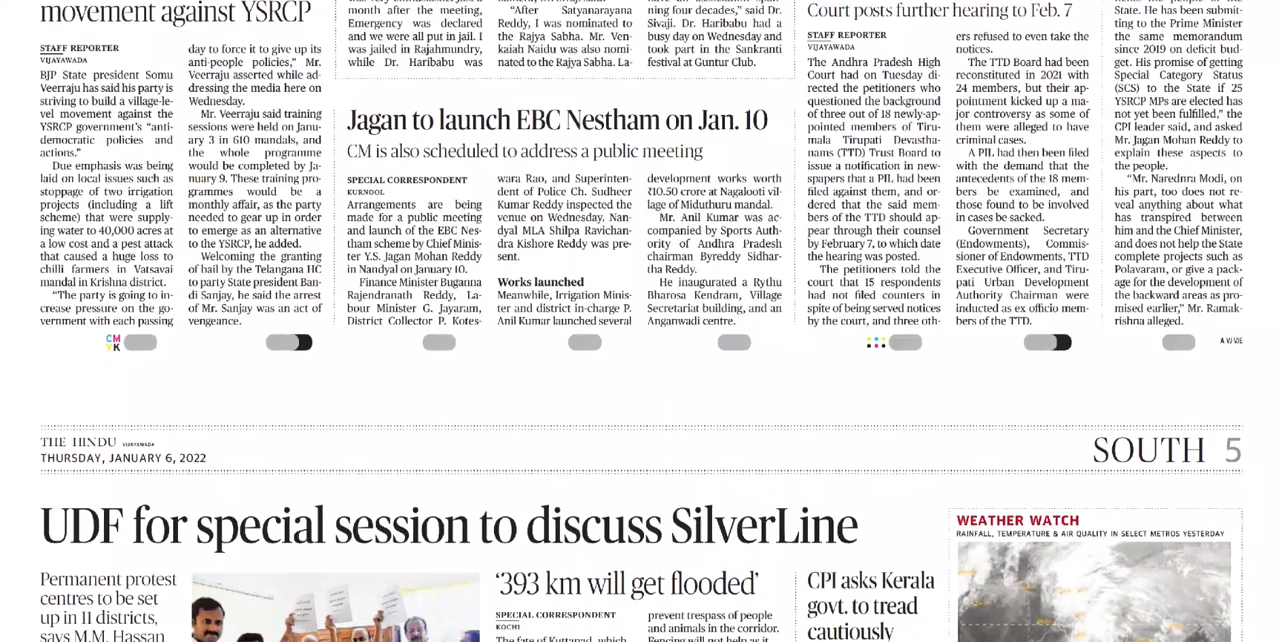 movement against YSRCP
STAFF REPORTER
VIJAYAWADA
BJP State president Somu
Veerraju has said his party is
striving to build a village-le-
vel movement against the
YSRCP government's "anti-
democratic policies and
actions."
Due emphasis was being
laid on local issues such as
stoppage of two irrigation
projects (including a lift
scheme) that were supply-
ing water to 40,000 acres at
a low cost and a pest attack
that caused a huge loss to
chilli farmers in Vatsavai
mandal in Krishna district.
"The party is going to in-
crease pressure on the go-
vernment with each passing
day to force it to give up its
anti-people policies," Mr.
Veerraju asserted while ad-
dressing the media here on
Wednesday.
Mr. Veerraju said training
sessions were held on Janu-
ary 3 in 610 mandals, and
the whole programme
would be completed by Ja-
nuary 9. These training pro-
grammes would be a
monthly affair, as the party
needed to gear up in order
to emerge as an alternative
to the YSRCP, he added.
Welcoming the granting
of bail by the Telangana HC
to party State president Ban-
di Sanjay, he said the arrest
of Mr. Sanjay was an act of
vengeance.
month after the meeting,
Emergency was declared
and we were all put in jail. I
was jailed in Rajahmundry,
while Dr. Haribabu was
"After Satyanarayana
Reddy, I was nominated to
the Rajya Sabha. Mr. Ven-
kaiah Naidu was also nomi-
nated to the Rajya Sabha. La-
ning four decades," said Dr.
Sivaji. Dr. Haribabu had a
busy day on Wednesday and
took part in the Sankranti
festival at Guntur Club.
Jagan to launch EBC Nestham on Jan. 10
CM is also scheduled to address a public meeting
SPECIAL CORRESPONDENT
KURNOOL
Arrangements are being
made for a public meeting
and launch of the EBC Nes-
tham scheme by Chief Minis-
ter Y.S. Jagan Mohan Reddy
in Nandyal on January 10.
Finance Minister Buganna
Rajendranath Reddy, La-
bour Minister G. Jayaram,
District Collector P. Kotes-
wara Rao, and Superinten-
dent of Police Ch. Sudheer
Kumar Reddy inspected the
venue on Wednesday. Nan-
dyal MLA Shilpa Ravichan-
dra Kishore Reddy was pre-
sent.
Works launched
Meanwhile, Irrigation Minis-
ter and district in-charge P.
Anil Kumar launched several
development works worth
₹10.50 crore at Nagalooti vil-
lage of Miduthuru mandal.
Mr. Anil Kumar was ac-
companied by Sports Auth-
ority of Andhra Pradesh
chairman Byreddy Sidhar-
tha Reddy.
He inaugurated a Rythu
Bharosa Kendram, Village
Secretariat building, and an
Anganwadi centre.
Court posts further hearing to Feb. 7
STAFF REPORTER
VIJAYAWADA
The Andhra Pradesh High
Court had on Tuesday di-
rected the petitioners who
questioned the background
of three out of 18 newly-ap-
pointed members of Tiru-
mala Tirupati Devastha-
nams (TTD) Trust Board to
issue a notification in new-
spapers that a PIL had been
filed against them, and or-
dered that the said mem-
bers of the TTD should ap-
pear through their counsel
by February 7, to which date
the hearing was posted.
The petitioners told the
court that 15 respondents
had not filed counters in
spite of being served notices
by the court, and three oth-
ers refused to even take the
notices.
The TTD Board had been
reconstituted in 2021 with
24 members, but their ap-
pointment kicked up a ma-
jor controversy as some of
them were alleged to have
criminal cases.
A PIL had then been filed
with the demand that the
antecedents of the 18 mem-
bers be examined, and
those found to be involved
in cases be sacked.
Government Secretary
(Endowments), Commis-
sioner of Endowments, TTD
Executive Officer, and Tiru-
pati Urban Development
Authority Chairman were
inducted as ex officio mem-
bers of the TTD.
State. He has been submit-
ting to the Prime Minister
the same memorandum
since 2019 on deficit bud-
get. His promise of getting
Special Category Status
(SCS) to the State if 25
YSRCP MPs are elected has
not yet been fulfilled," the
CPI leader said, and asked
Mr. Jagan Mohan Reddy to
explain these aspects to
the people.
"Mr. Narednra Modi, on
his part, too does not re-
veal anything about what
has transpired between
him and the Chief Minister,
and does not help the State
complete projects such as
Polavaram, or give a pack-
age for the development of
the backward areas as pro-
mised earlier," Mr. Ramak-
rishna alleged.
CM
YK
THE HINDU VIJAYAWADA
THURSDAY, JANUARY 6, 2022
SOUTH 5
UDF for special session to discuss SilverLine
Permanent protest
centres to be set
up in 11 districts,
says M.M. Hassan
'393 km will get flooded'
SPECIAL CORRESPONDENT
KOCHI
The fate of Kuttanad, which
prevent trespass of people
and animals in the corridor.
Fencing will not help as it
CPI asks Kerala
govt. to tread
cautiously
WEATHER WATCH
RAINFALL, TEMPERATURE & AIR QUALITY IN SELECT METROS YESTERDAY